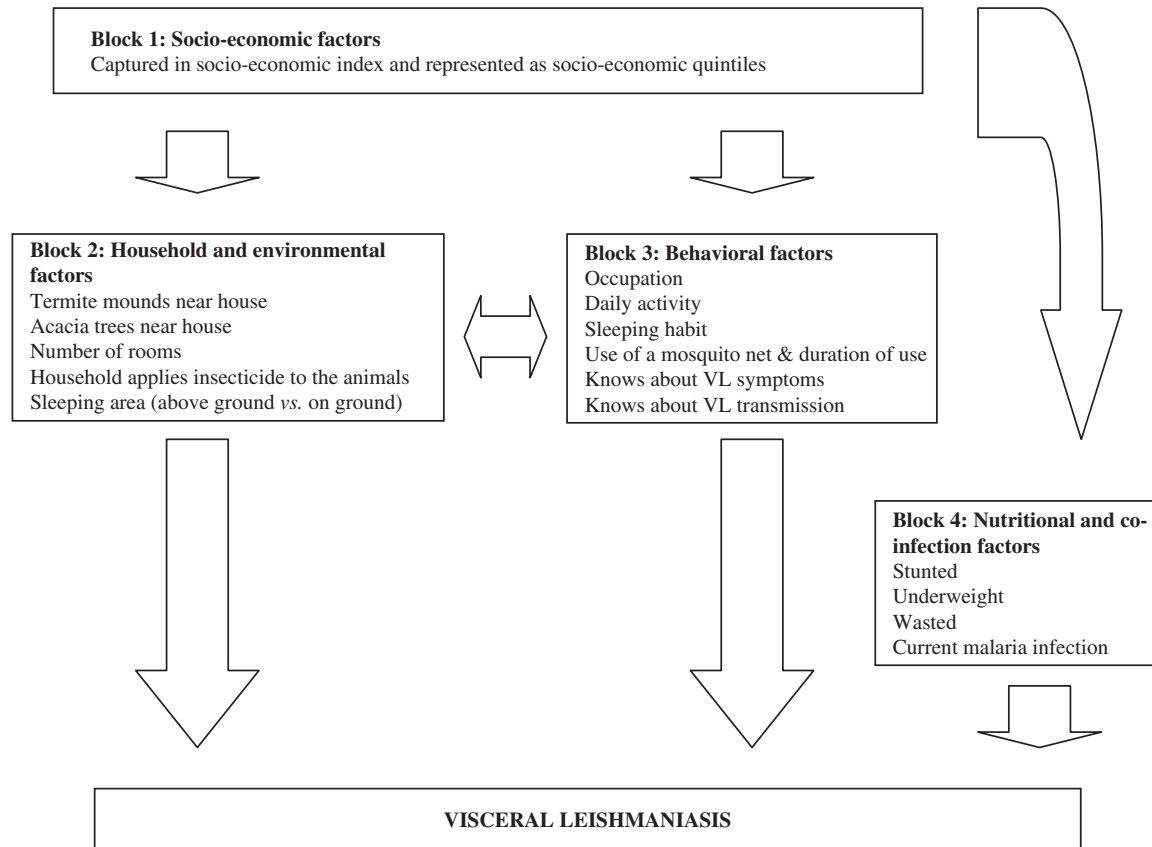 Block 1: Socio-economic factors
Captured in socio-economic index and represented as socio-economic quintiles
Block 2: Household and environmental
factors
Termite mounds near house
Acacia trees near house
Number of rooms
Household applies insecticide to the animals
Sleeping area (above ground vs. on ground)
Block 3: Behavioral factors
Occupation
Daily activity
Sleeping habit
Use of a mosquito net & duration of use
Knows about VL symptoms
Knows about VL transmission
Block 4: Nutritional and co-
infection factors
Stunted
Underweight
Wasted
Current malaria infection
VISCERAL LEISHMANIASIS